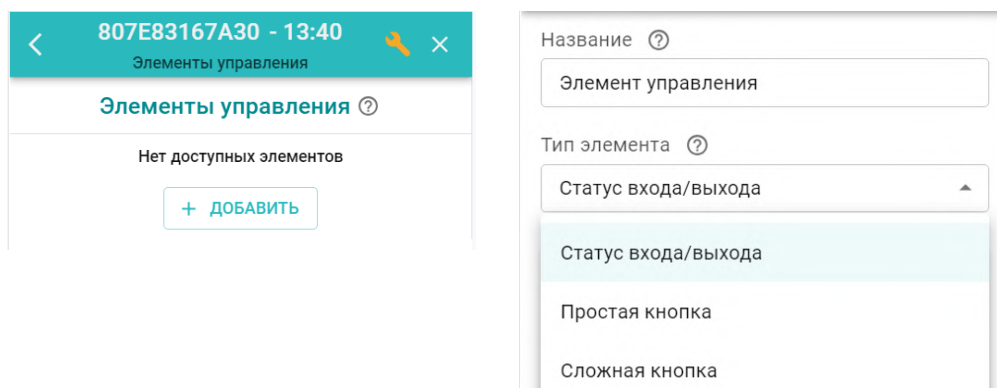 807E83167A30 - 13:40
Элементы управления
Элементы управления
Нет доступных элементов
+ ДОБАВИТЬ
Название
Элемент управления
Тип элемента
Статус входа/выхода
Статус входа/выхода
Простая кнопка
Сложная кнопка